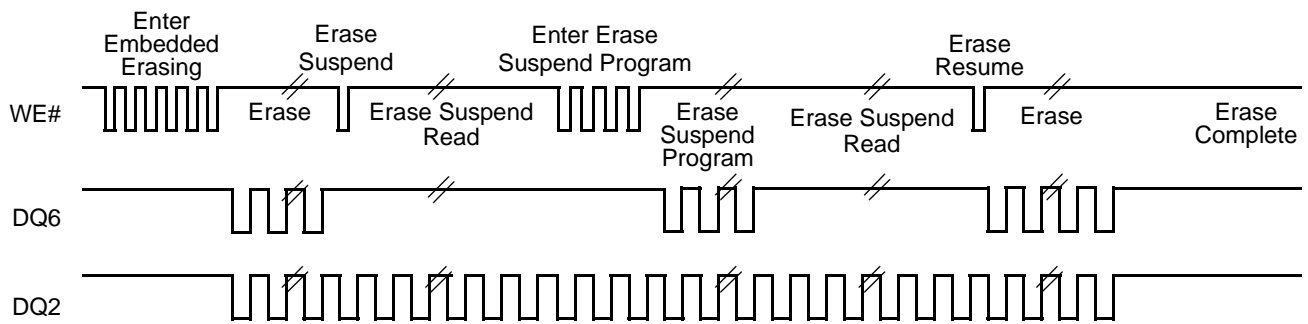 Enter
Embedded
Erasing
Erase
Suspend
Enter Erase
Suspend Program
Erase
Resume
WE#
Erase
Erase Suspend
Read
Erase
Suspend
Program
Erase Suspend
Read
Erase
Erase
Complete
DQ6
DQ2